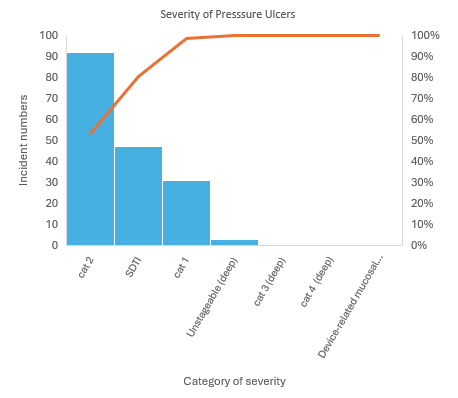 Severity of Presssure Ulcers
100
90
80
70
60
50
40
30
20
10
0
Incident numbers
100%
90%
80%
70%
60%
50%
40%
30%
20%
10%
0%
cat 2
SDTI
cat 1
Unstageable (deep)
cat 3 (deep)
cat 4 (deep)
Device-related mucosal...
Category of severity